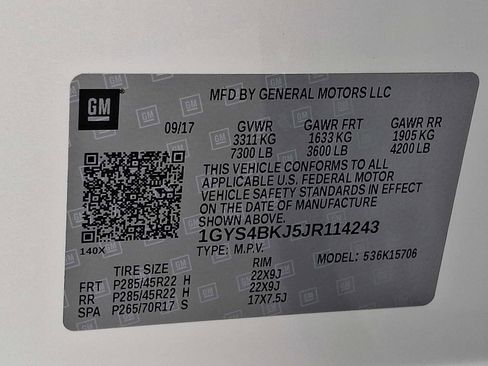 GM
MFD BY GENERAL MOTORS LLC
09/17 GVWR GAWR FRT GAWR RR
3311 KG 1633 KG 1905 KG
7300 LB 3600 LB 4200 LB
THIS VEHICLE CONFORMS TO ALL
APPLICABLE U.S. FEDERAL MOTOR
VEHICLE SAFETY STANDARDS IN EFFECT
ON THE DATE OF MANUFACTURE
SHOWN ABOVE.
1GYS4BKJ5JR114243
140X TYPE: M.P.V. MODEL: 536K15706
TIRE SIZE RIM
FRT P285/45R22 H 22X9J
RR P285/45R22 H 22X9J
SPA P265/70R17 S 17X7.5J